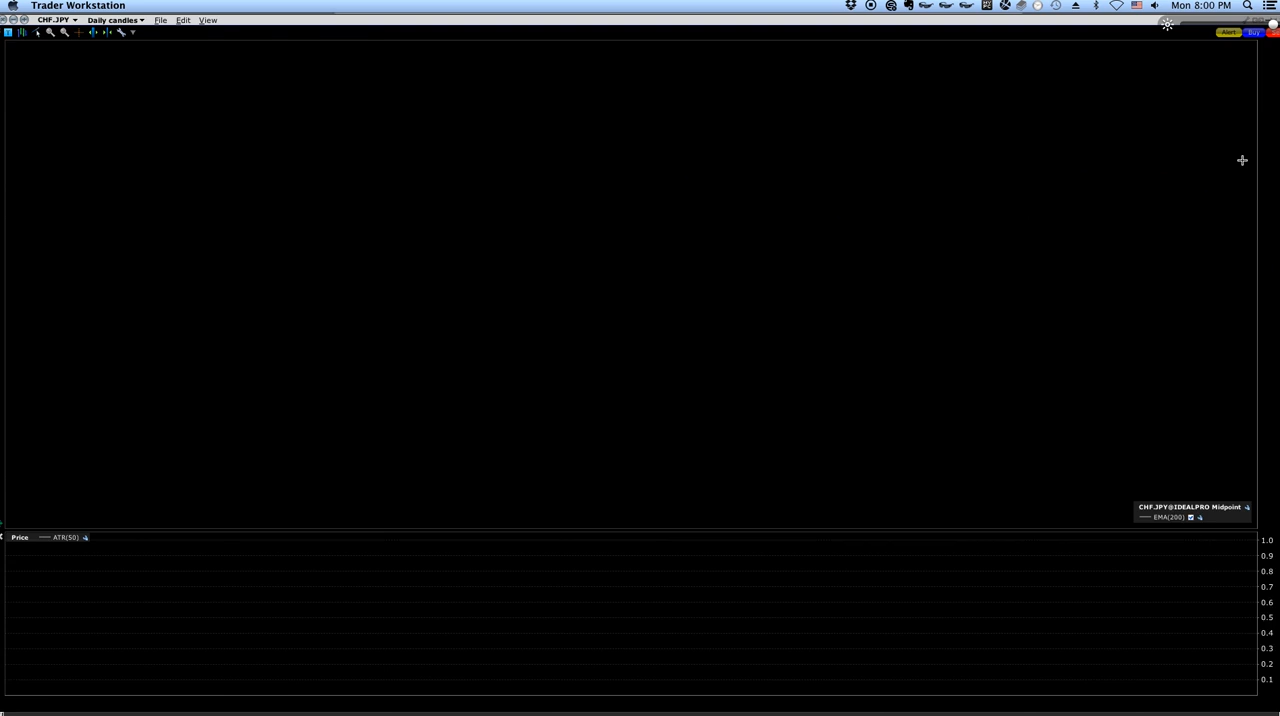 Trader Workstation
Mon 8:00 PM
CHF.JPY Daily candles File Edit View
Alert Buy
CHF.JPY@IDEALPRO Midpoint
EMA(200)
Price ATR(50)
1.0
0.9
0.8
0.7
0.6
0.5
0.4
0.3
0.2
0.1